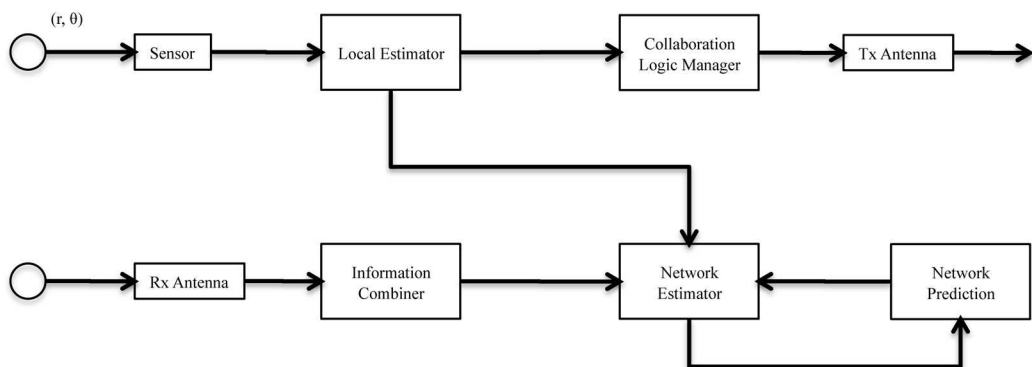 (r, θ)
Sensor
Local Estimator
Collaboration
Logic Manager
Tx Antenna
Rx Antenna
Information
Combiner
Network
Estimator
Network
Prediction